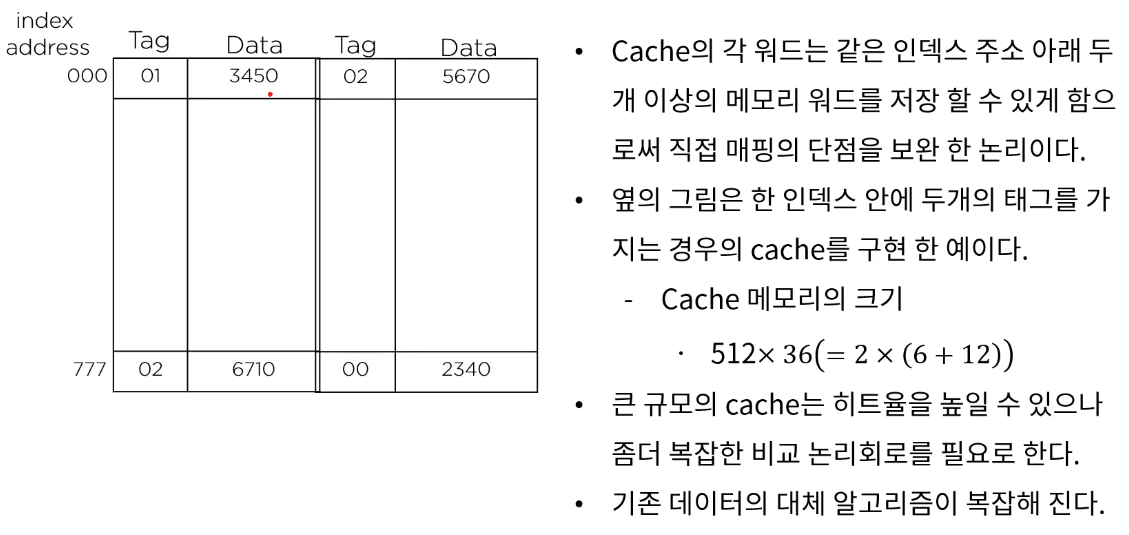 index
address
Tag Data Tag Data
000 01 3450 02 5670
777 02 6710 00 2340
• Cache의 각 워드는 같은 인덱스 주소 아래 두
개 이상의 메모리 워드를 저장 할 수 있게 함으
로써 직접 매핑의 단점을 보완 한 논리이다.
• 옆의 그림은 한 인덱스 안에 두개의 태그를 가
지는 경우의 cache를 구현 한 예이다.
- Cache 메모리의 크기
· 512× 36(= 2 × (6 + 12))
• 큰 규모의 cache는 히트율을 높일 수 있으나
좀더 복잡한 비교 논리회로를 필요로 한다.
• 기존 데이터의 대체 알고리즘이 복잡해 진다.